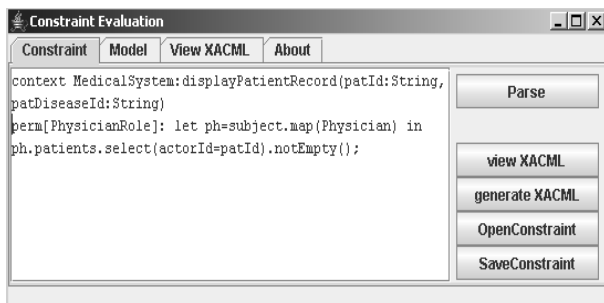 Constraint Evaluation
Constraint Model View XACML About
context MedicalSystem:displayPatientRecord(patId:String,
patDiseaseId:String)
perm[PhysicianRole]: let ph=subject.map(Physician) in
ph.patients.select(actorId=patId).notEmpty();
Parse
view XACML
generate XACML
OpenConstraint
SaveConstraint